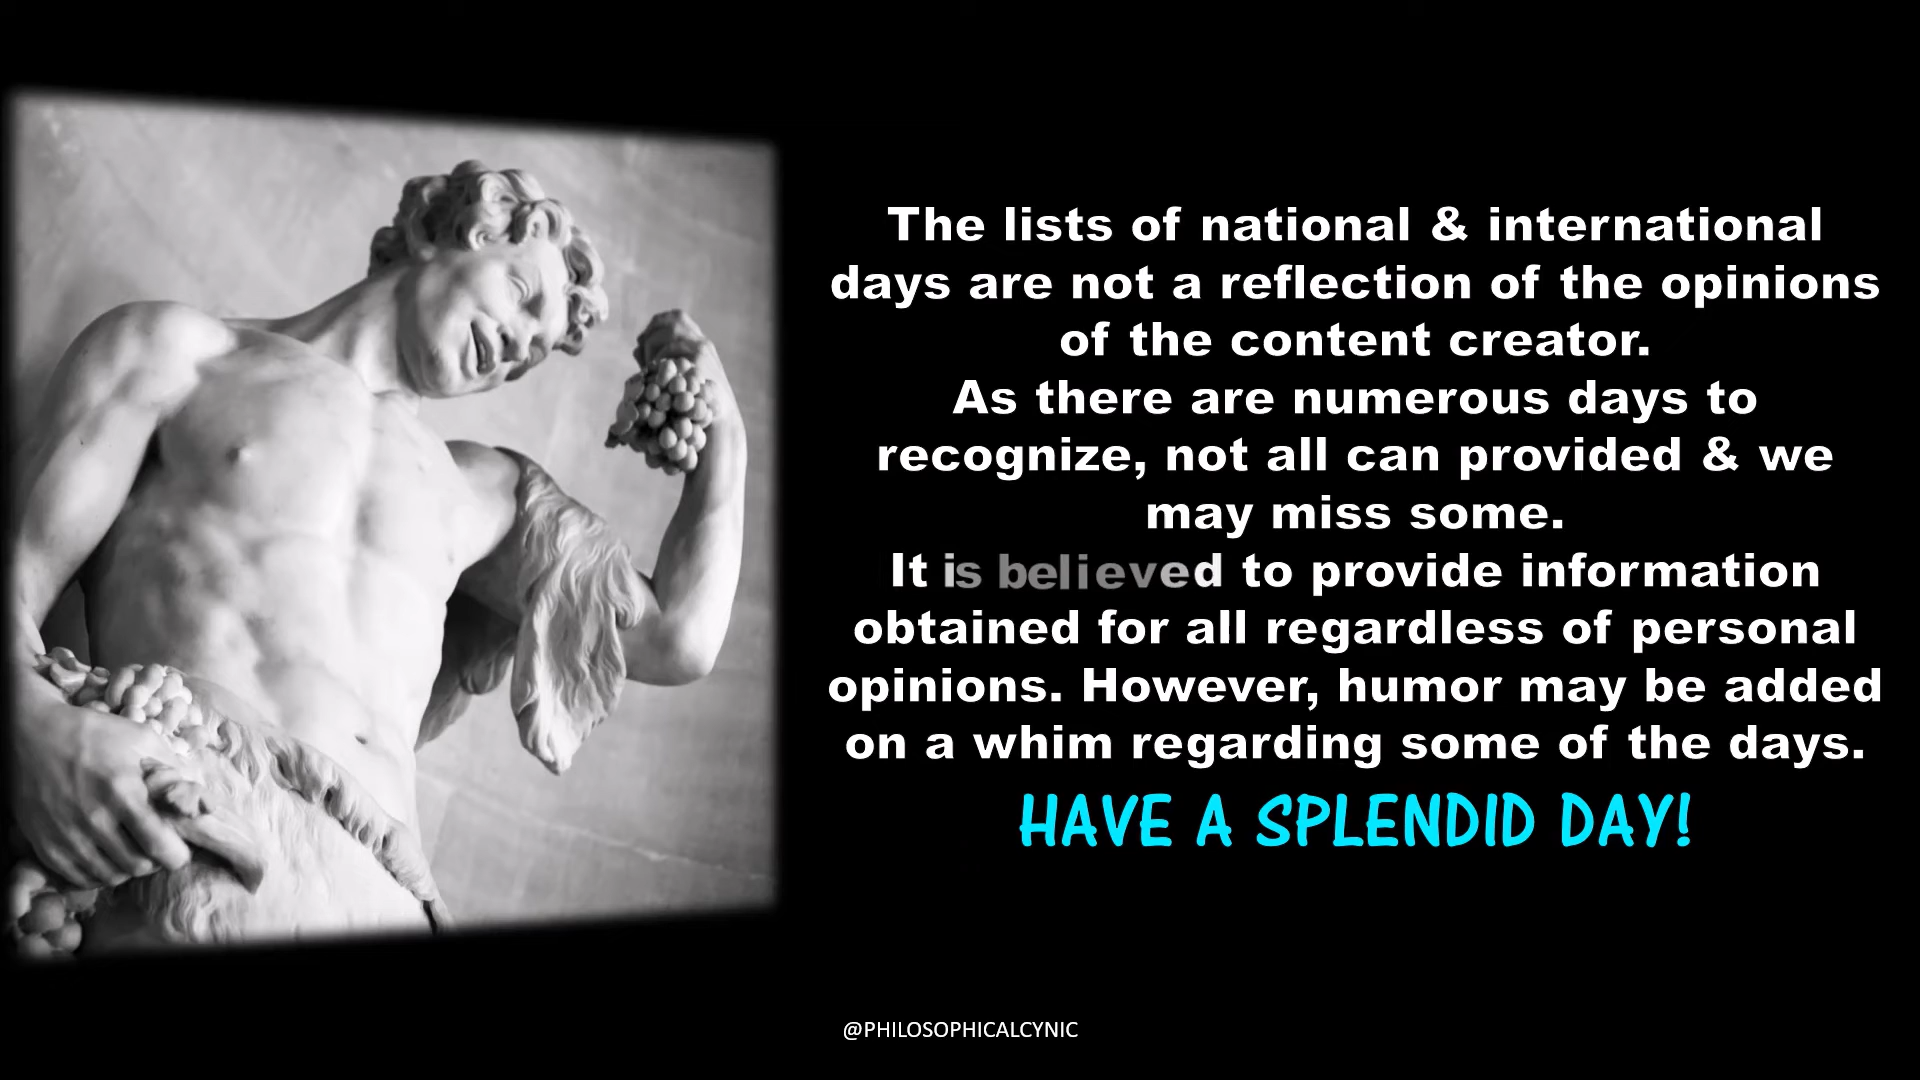 The lists of national & international
days are not a reflection of the opinions
of the content creator.
As there are numerous days to
recognize, not all can provided & we
may miss some.
It is believed to provide information
obtained for all regardless of personal
opinions. However, humor may be added
on a whim regarding some of the days.
HAVE A SPLENDID DAY!
@PHILOSOPHICALCYNIC